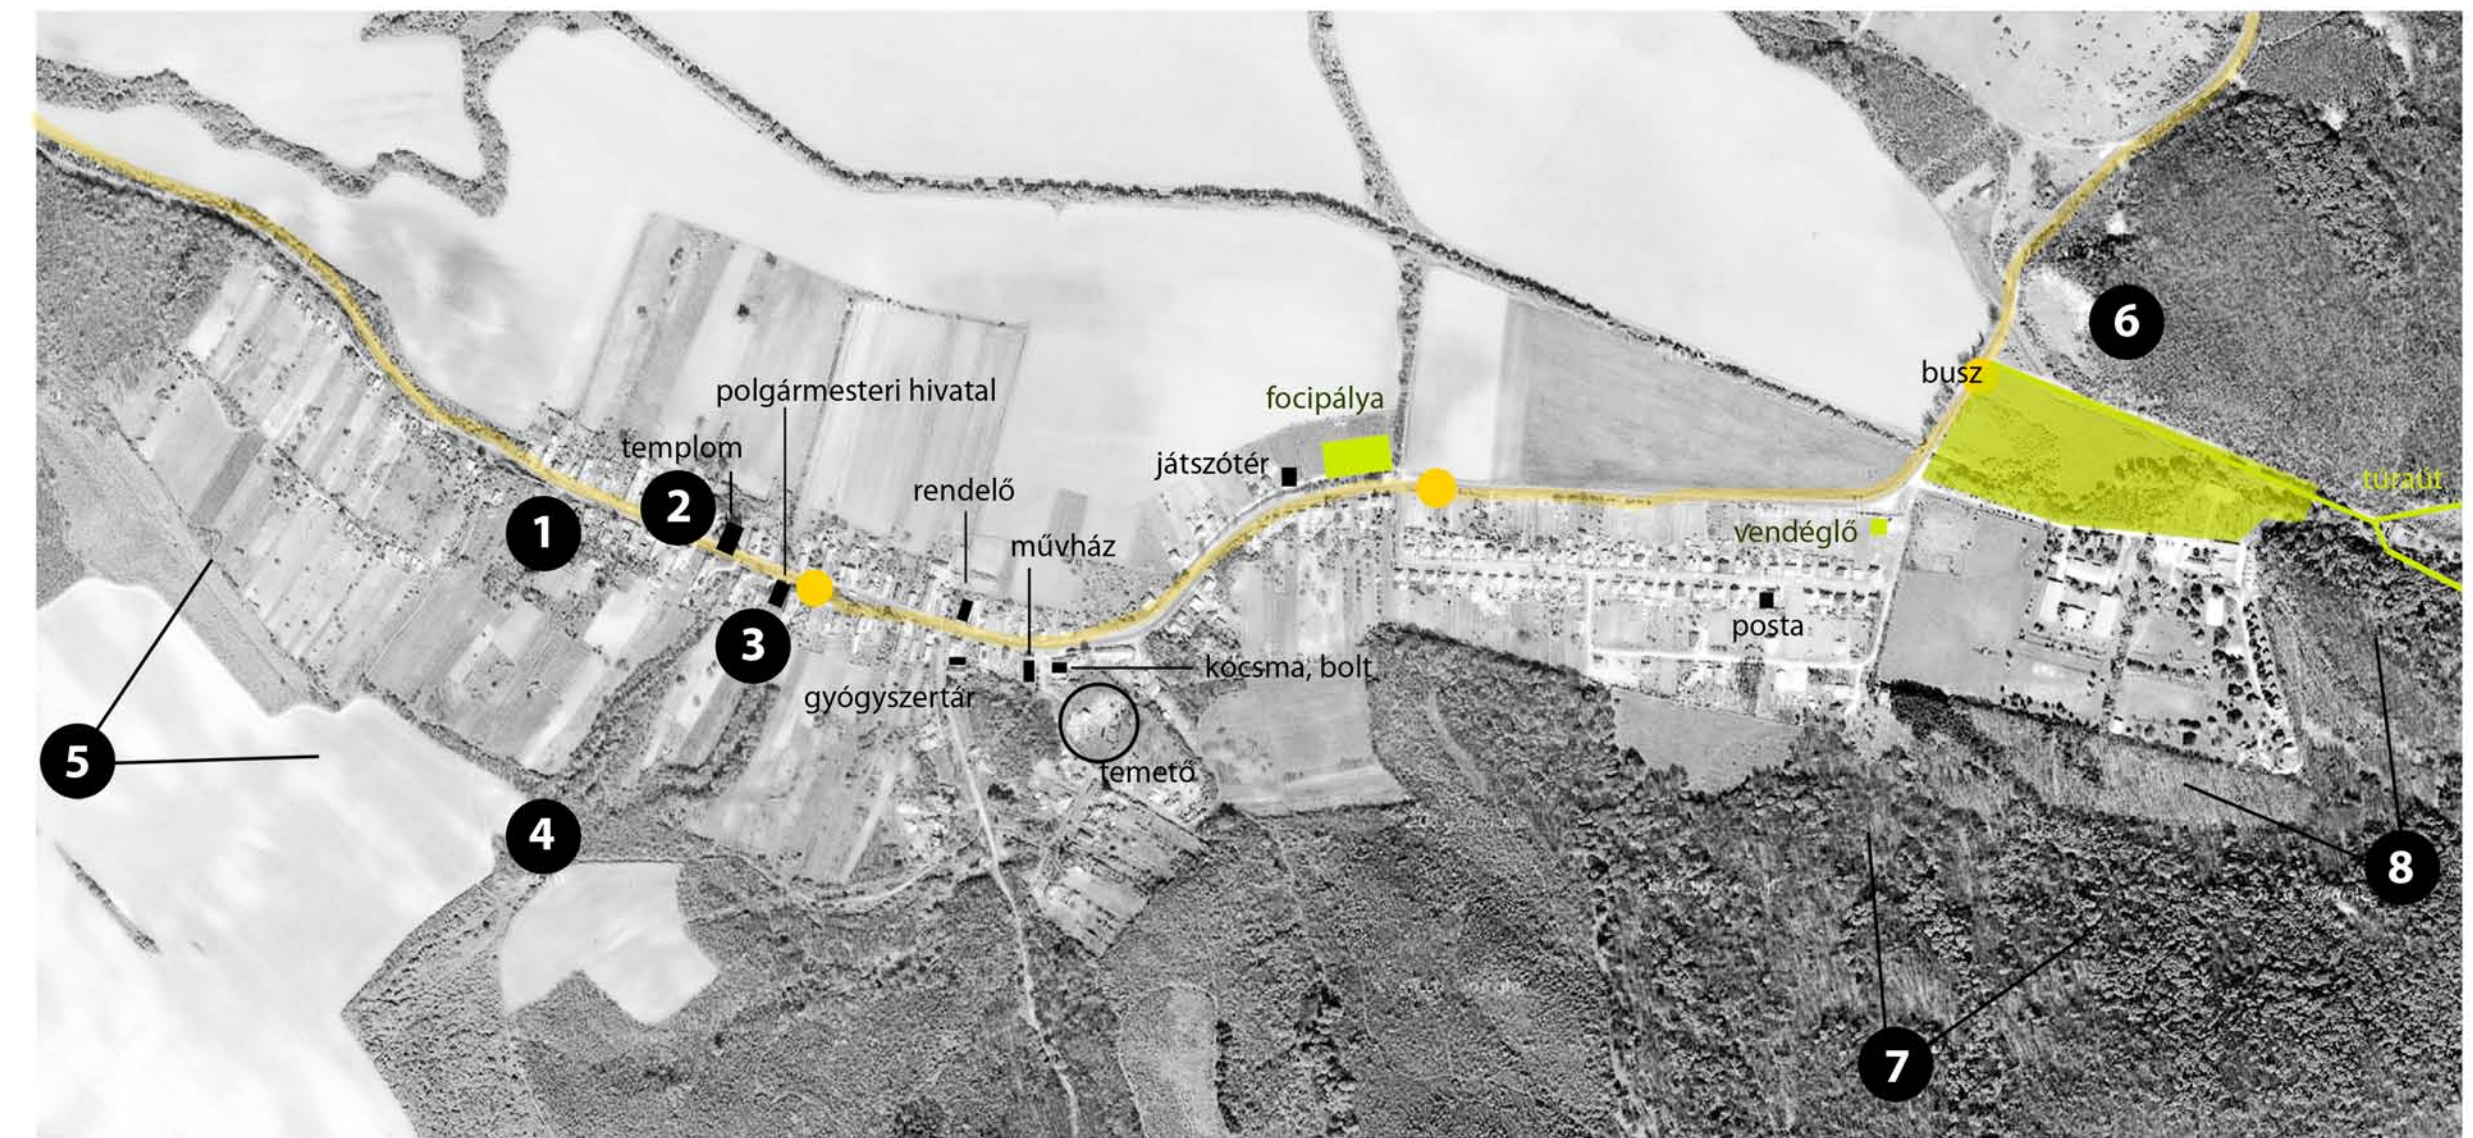 busz
polgármesteri hivatal
focipálya
templom
játszótér
rendelő
túraút
vendéglő
művház
posta
kocsma, bolt
gyógyszertár
temető
6
2
1
3
5
4
8
7